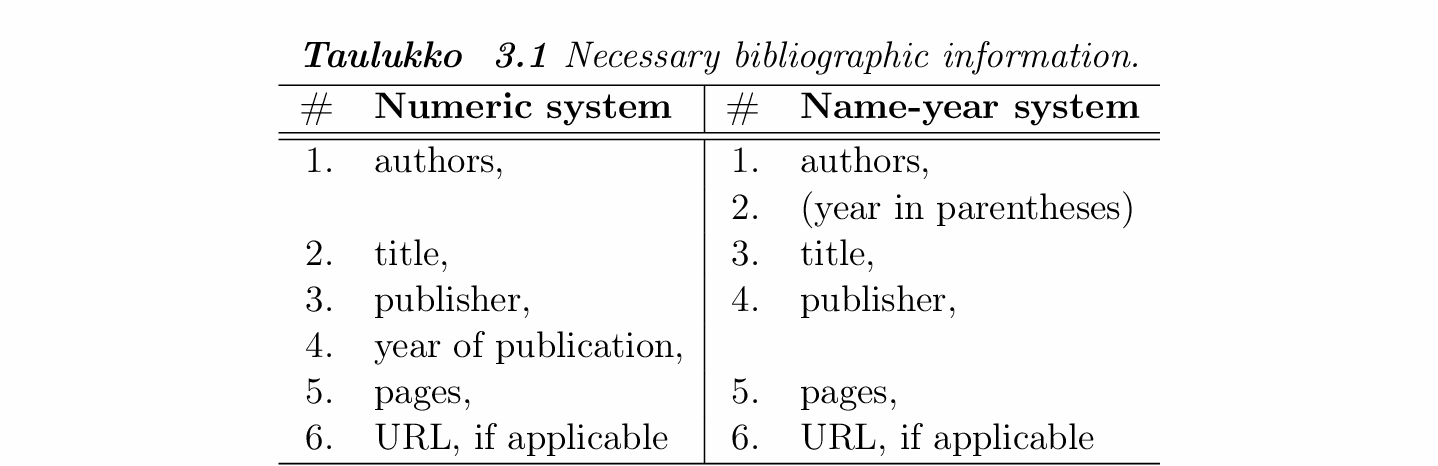 Taulukko 3.1 Necessary bibliographic information.
# Numeric system # Name-year system
1. authors, 1. authors,
2. (year in parentheses)
2. title, 3. title,
3. publisher, 4. publisher,
4. year of publication,
5. pages, 5. pages,
6. URL, if applicable 6. URL, if applicable